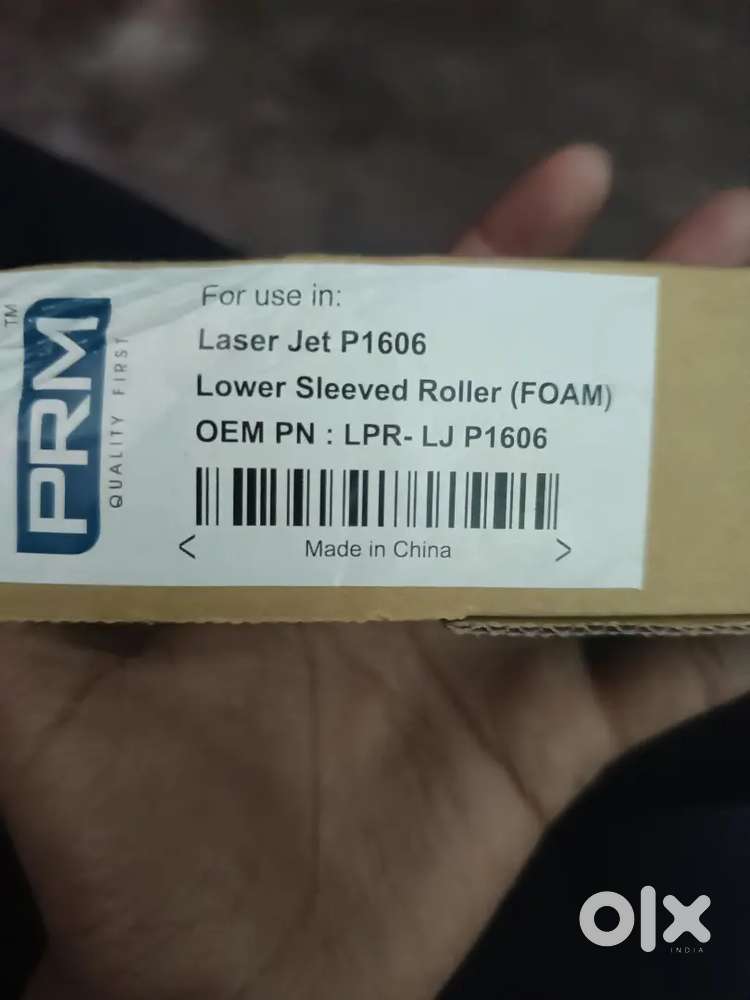 PRM
TM
QUALITY FIRST
For use in:
Laser Jet P1606
Lower Sleeved Roller (FOAM)
OEM PN : LPR- LJ P1606
< Made in China >
olx
INDIA